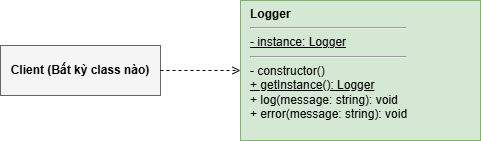 Logger
- instance: Logger
Client (Bất kỳ class nào)
- constructor()
+ getInstance(): Logger
+ log(message: string): void
+ error(message: string): void